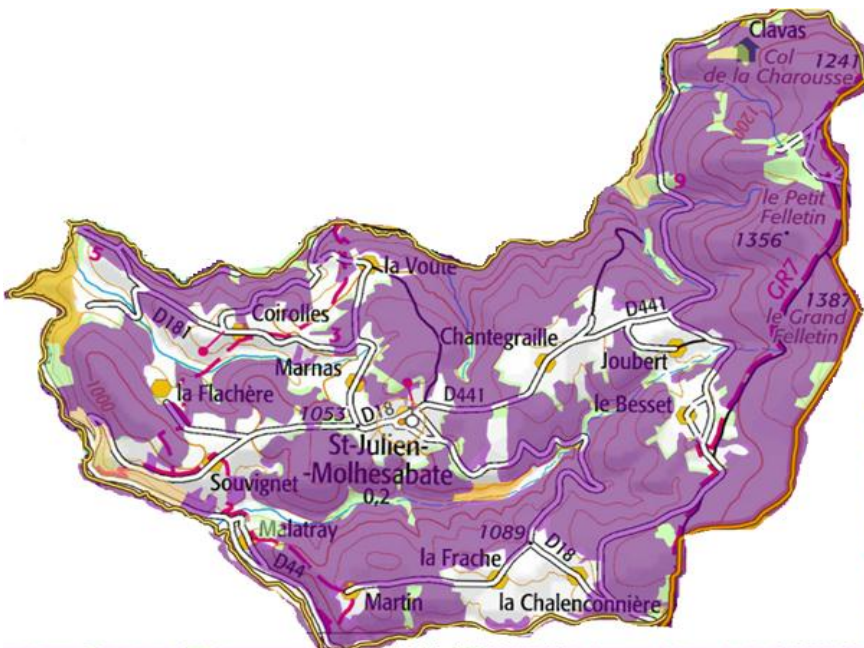 Clavas
Col
de la Charousse
1241
1200
9
le Petit
Felletin
1356
GR7
1387
le Grand
Felletin
5
la Voute
Coirolles
D181
3
D441
Chantegraille
Joubert
Marnas
la Flachère
1000
D441
le Besset
1053
D18
St-Julien-
-Molhesabate
0,2
Souvignet
Malatray
1089
la Frache
D18
D44
Martin
la Chalenconnière